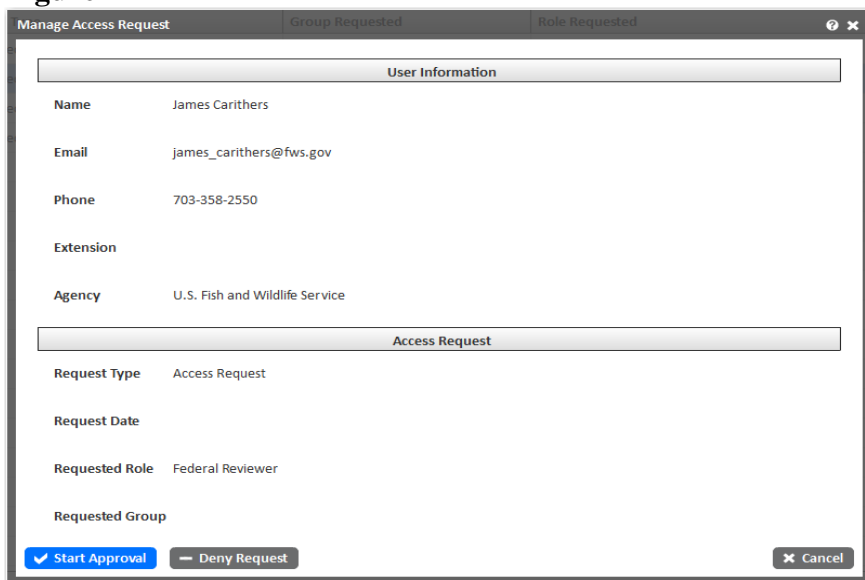 Manage Access Request Group Requested Role Requested
User Information
Name James Carithers
Email james_carithers@fws.gov
Phone 703-358-2550
Extension
Agency U.S. Fish and Wildlife Service
Access Request
Request Type Access Request
Request Date
Requested Role Federal Reviewer
Requested Group
Start Approval Deny Request Cancel